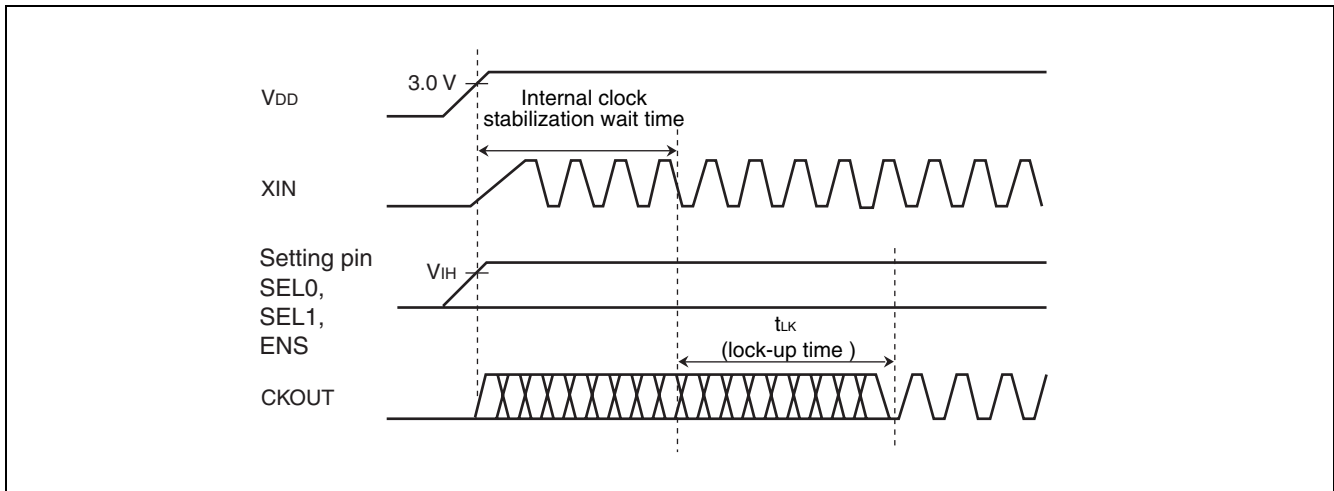 3.0 V
VDD
Internal clock
stabilization wait time
XIN
Setting pin
SEL0,
SEL1,
ENS
VIH
tLK
(lock-up time )
CKOUT